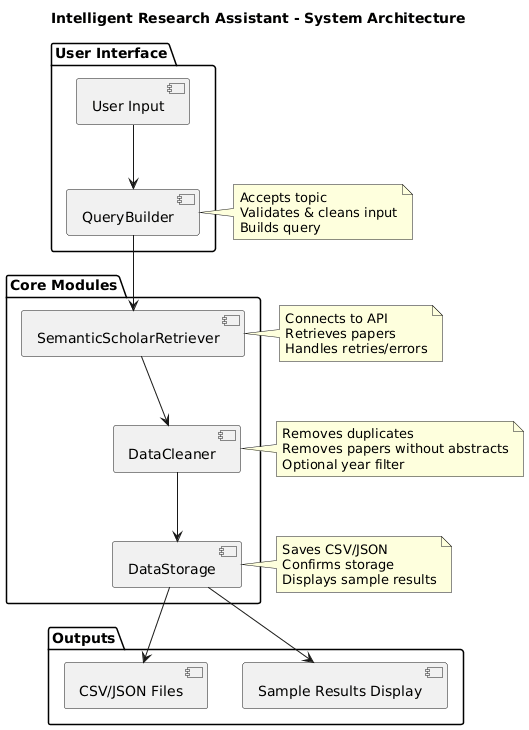 Intelligent Research Assistant - System Architecture
User Interface
User Input
QueryBuilder
Accepts topic
Validates & cleans input
Builds query
Core Modules
SemanticScholarRetriever
Connects to API
Retrieves papers
Handles retries/errors
DataCleaner
Removes duplicates
Removes papers without abstracts
Optional year filter
DataStorage
Saves CSV/JSON
Confirms storage
Displays sample results
Outputs
CSV/JSON Files
Sample Results Display